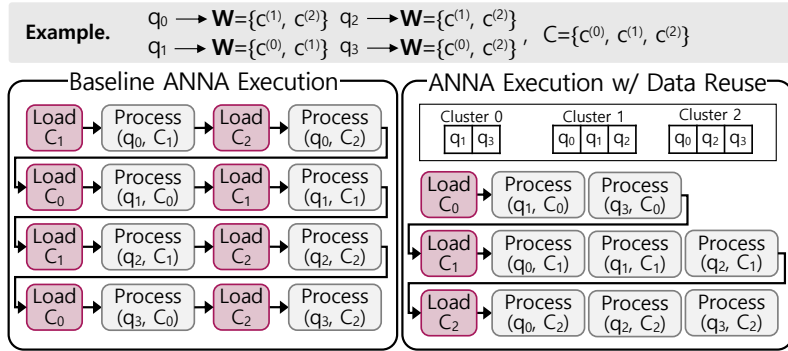 Example. q₀ → W={c⁽¹⁾, c⁽²⁾} q₂ → W={c⁽¹⁾, c⁽²⁾}
q₁ → W={c⁽⁰⁾, c⁽¹⁾} q₃ → W={c⁽⁰⁾, c⁽²⁾} , C={c⁽⁰⁾, c⁽¹⁾, c⁽²⁾}
Baseline ANNA Execution
Load C₁ Process (q₀, C₁) Load C₂ Process (q₀, C₂)
Load C₀ Process (q₁, C₀) Load C₁ Process (q₁, C₁)
Load C₁ Process (q₂, C₁) Load C₂ Process (q₂, C₂)
Load C₀ Process (q₃, C₀) Load C₂ Process (q₃, C₂)
ANNA Execution w/ Data Reuse
Cluster 0 Cluster 1 Cluster 2
q₁ q₃ q₀ q₁ q₂ q₀ q₂ q₃
Load C₀ Process (q₁, C₀) Process (q₃, C₀)
Load C₁ Process (q₀, C₁) Process (q₁, C₁) Process (q₂, C₁)
Load C₂ Process (q₀, C₂) Process (q₂, C₂) Process (q₃, C₂)